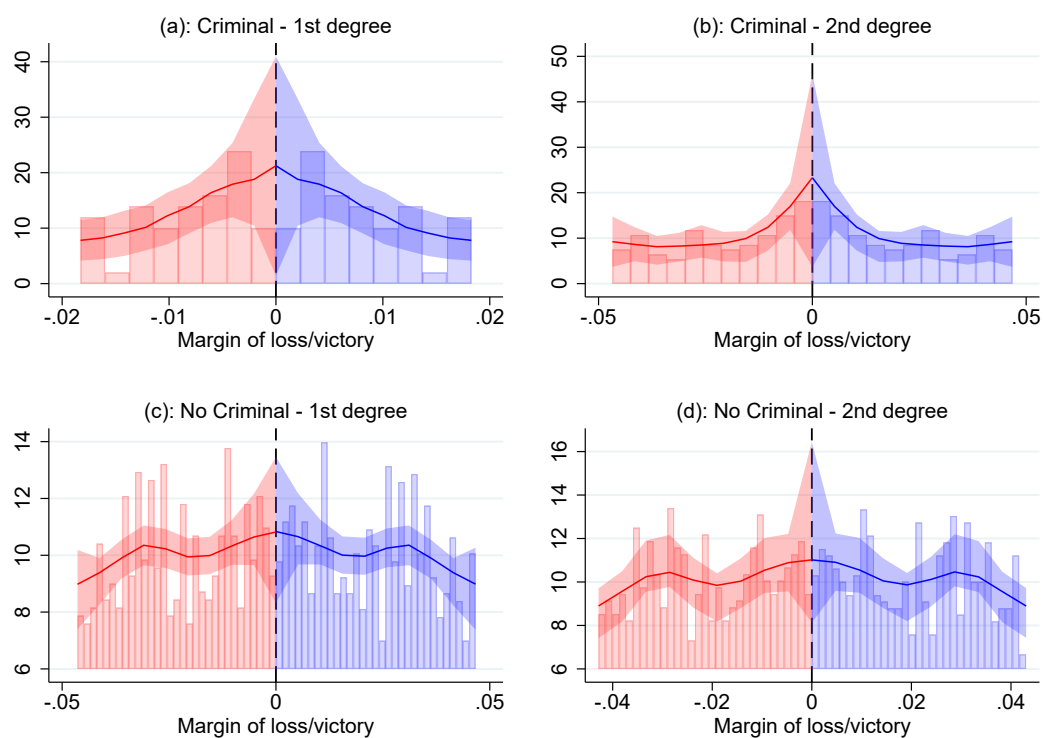 (a): Criminal - 1st degree
40
30
20
10
0
-.02 -.01 0 .01 .02
Margin of loss/victory
(b): Criminal - 2nd degree
50
40
30
20
10
0
-.05 0 .05
Margin of loss/victory
(c): No Criminal - 1st degree
14
12
10
8
6
-.05 0 .05
Margin of loss/victory
(d): No Criminal - 2nd degree
16
14
12
10
8
6
-.04 -.02 0 .02 .04
Margin of loss/victory